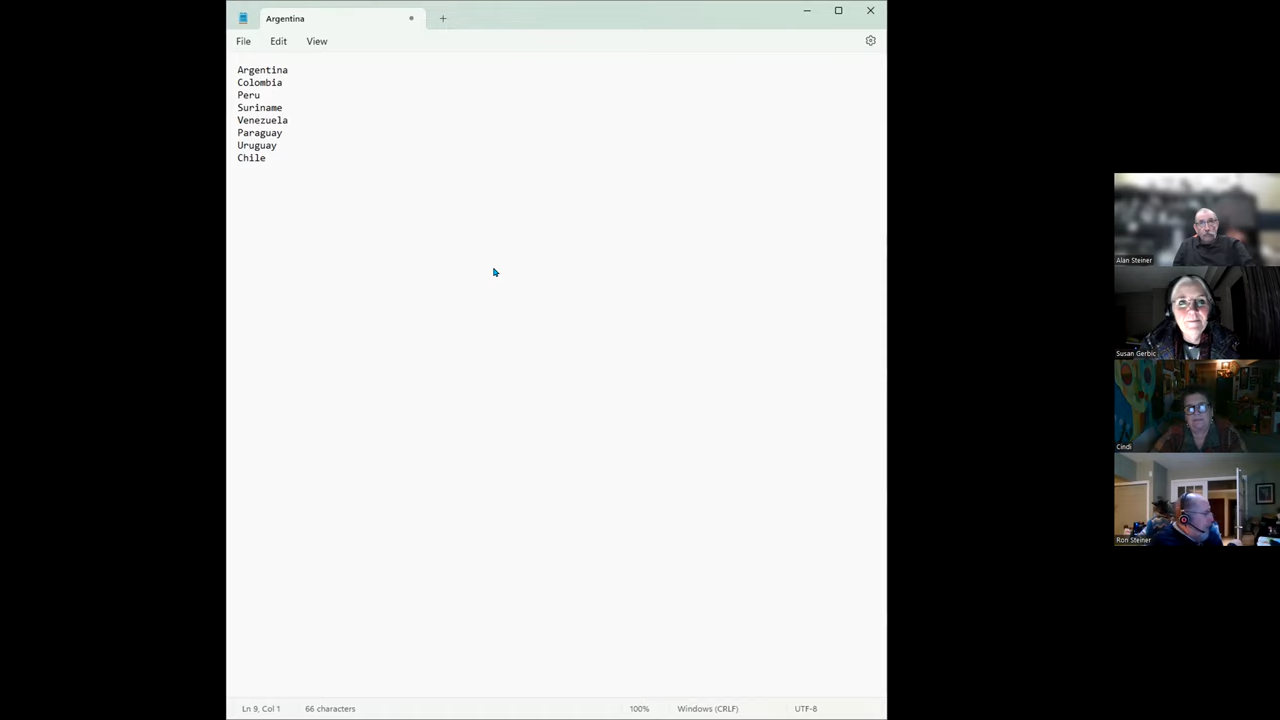 Argentina
File Edit View
Argentina
Colombia
Peru
Suriname
Venezuela
Paraguay
Uruguay
Chile
Alan Steiner
Susan Gerbic
Cindi
Ron Steiner
Ln 9, Col 1 66 characters 100% Windows (CRLF) UTF-8